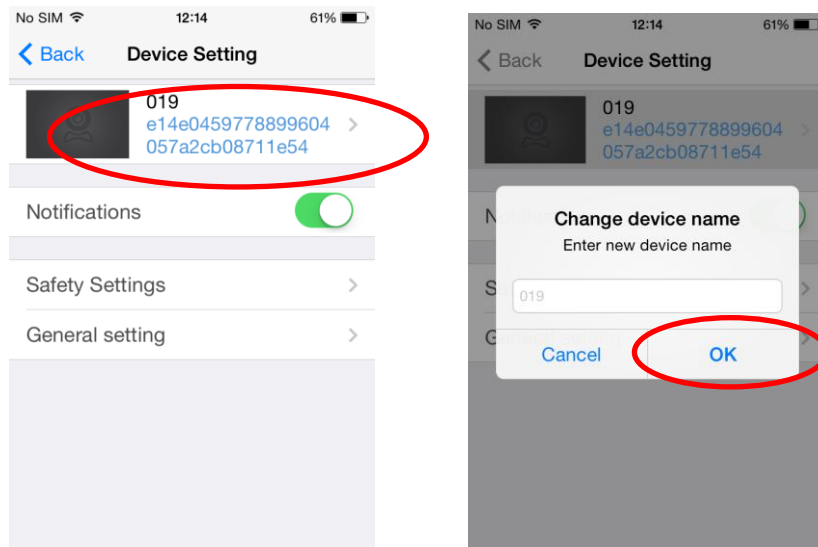 No SIM 12:14 61%
Back Device Setting
019
e14e0459778899604
057a2cb08711e54
Notifications
Safety Settings
General setting
No SIM 12:14 61%
Back Device Setting
019
e14e0459778899604
057a2cb08711e54
Change device name
Enter new device name
019
Cancel OK